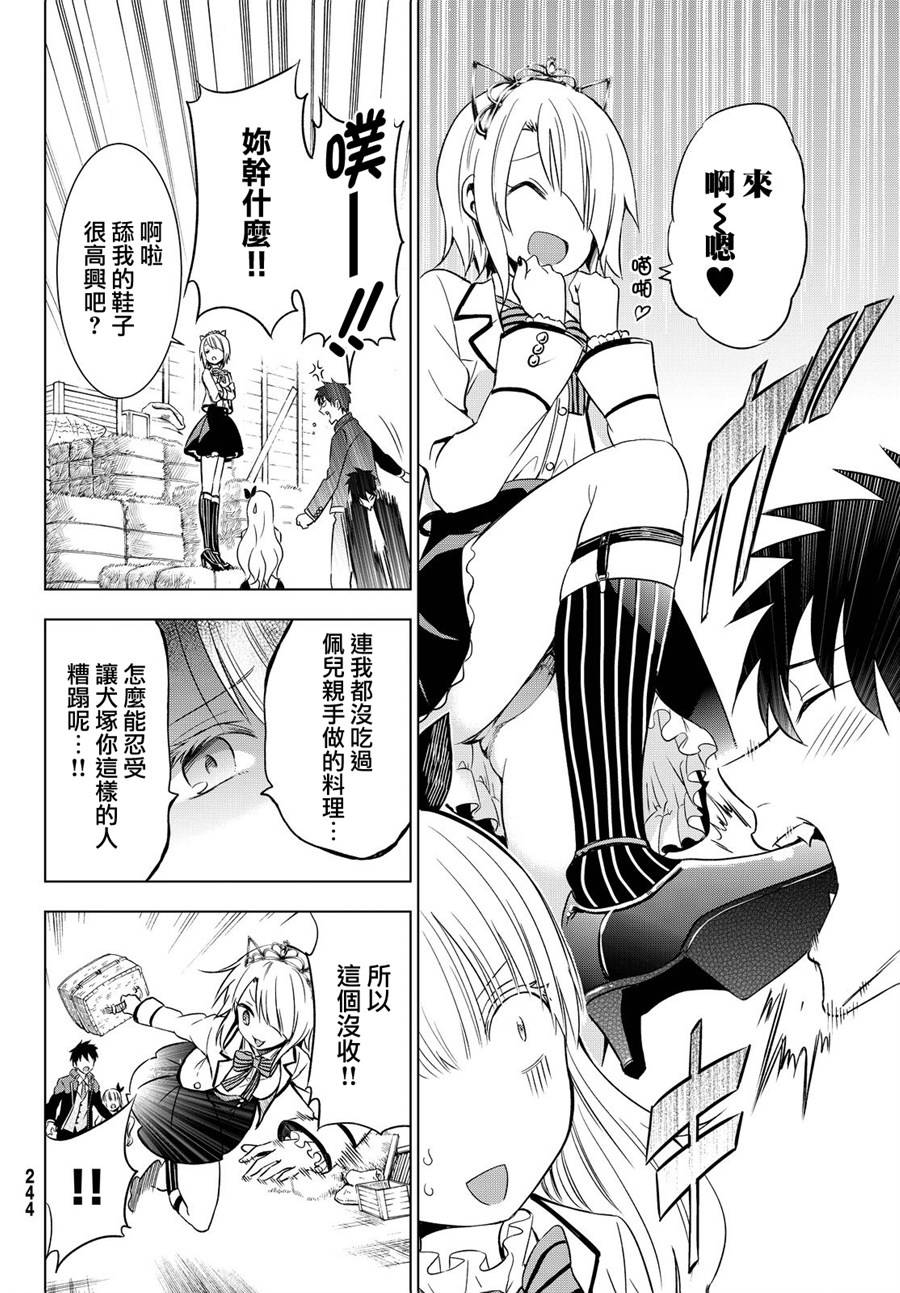 來
啊～嗯♥
喵啪♡
噗——!!
妳幹什麼!!
啊啦
舔我的鞋子
很高興吧？
連我都沒吃過
佩兒親手做的料理…
怎麼能忍受
讓犬塚你這樣的人
糟蹋呢…!!
所以
這個沒收!!
!!
244